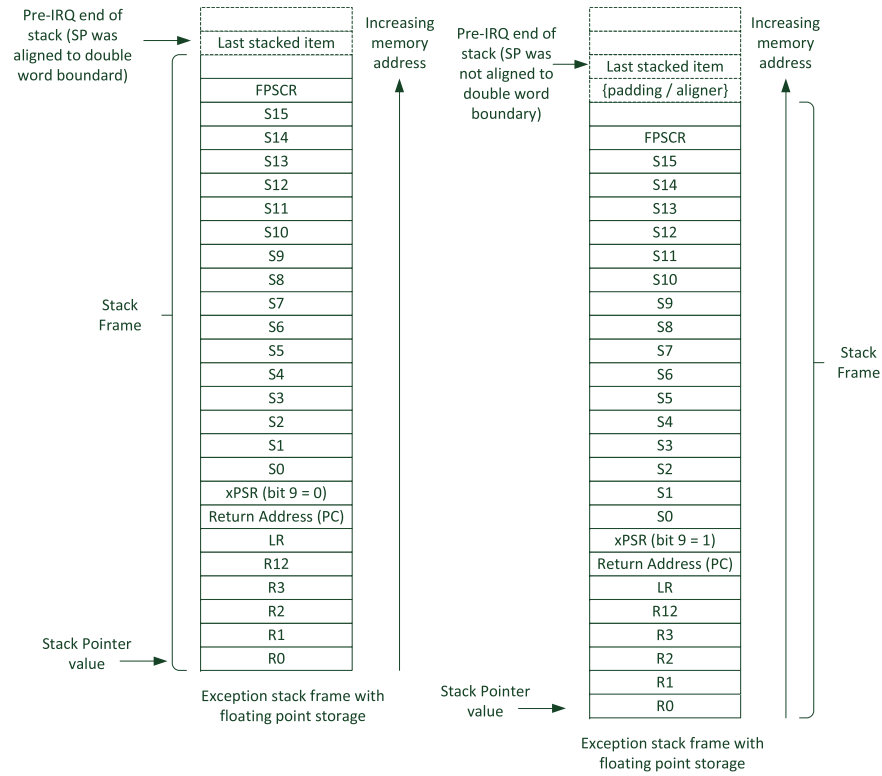 Pre-IRQ end of
stack (SP was
aligned to double
word boundard)
Last stacked item
FPSCR
S15
S14
S13
S12
S11
S10
S9
S8
S7
S6
S5
S4
S3
S2
S1
S0
xPSR (bit 9 = 0)
Return Address (PC)
LR
R12
R3
R2
R1
R0
Stack
Frame
Stack Pointer
value
Increasing
memory
address
Exception stack frame with
floating point storage
Pre-IRQ end of
stack (SP was
not aligned to
double word
boundary)
Last stacked item
{padding / aligner}
FPSCR
S15
S14
S13
S12
S11
S10
S9
S8
S7
S6
S5
S4
S3
S2
S1
S0
xPSR (bit 9 = 1)
Return Address (PC)
LR
R12
R3
R2
R1
R0
Increasing
memory
address
Stack
Frame
Stack Pointer
value
Exception stack frame with
floating point storage